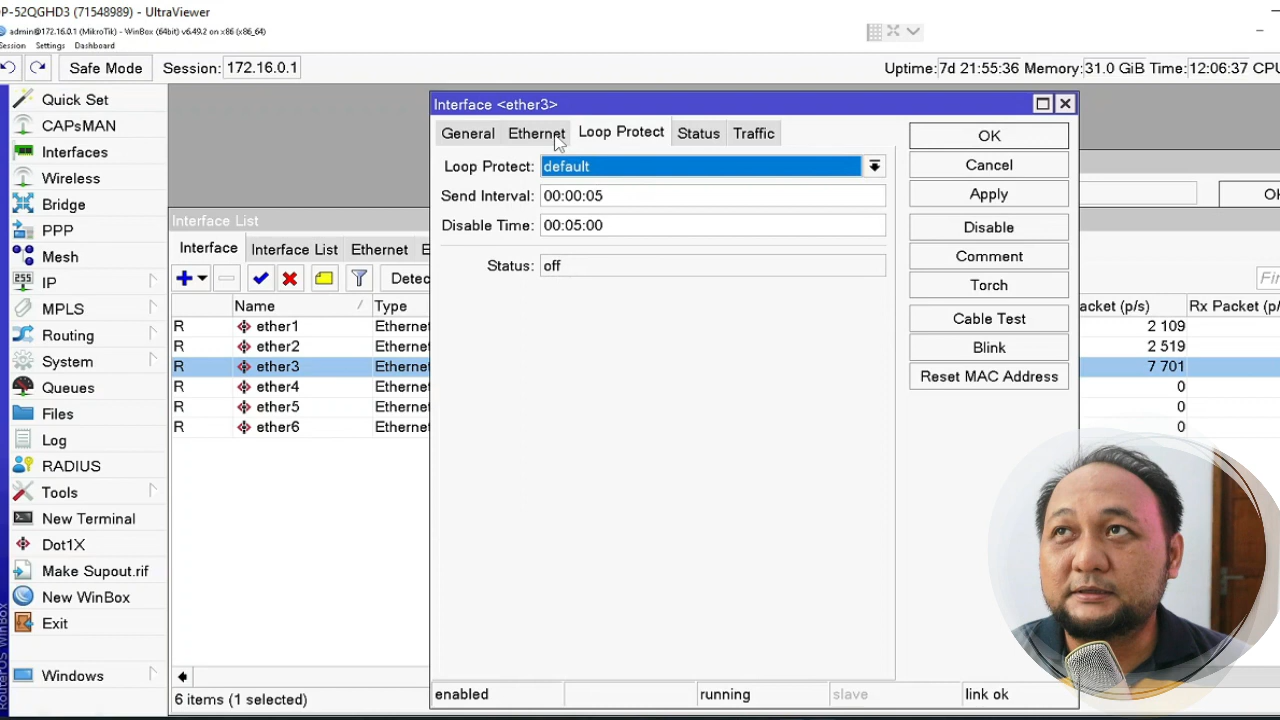 P-52QGHD3 (71548989) - UltraViewer
admin@172.16.0.1 (MikroTik) - WinBox (64bit) v6.49.2 on x86 (x86_64)
Session Settings Dashboard
Safe Mode Session: 172.16.0.1 Uptime: 7d 21:55:36 Memory: 31.0 GiB Time: 12:06:37 CPU
Quick Set
CAPsMAN
Interfaces
Wireless
Bridge
PPP
Mesh
IP
MPLS
Routing
System
Queues
Files
Log
RADIUS
Tools
New Terminal
Dot1X
Make Supout.rif
New WinBox
Exit
Windows
RouterOS WinBox
Interface List
Interface Interface List Ethernet E
Detec
Name Type
R ether1 Ethernet
R ether2 Ethernet
R ether3 Ethernet
R ether4 Ethernet
R ether5 Ethernet
R ether6 Ethernet
6 items (1 selected)
Interface <ether3>
General Ethernet Loop Protect Status Traffic
Loop Protect: default
Send Interval: 00:00:05
Disable Time: 00:05:00
Status: off
OK
Cancel
Apply
Disable
Comment
Torch
Cable Test
Blink
Reset MAC Address
enabled running slave link ok
OK
Fin
acket (p/s) Rx Packet (p/
2 109
2 519
7 701
0
0
0